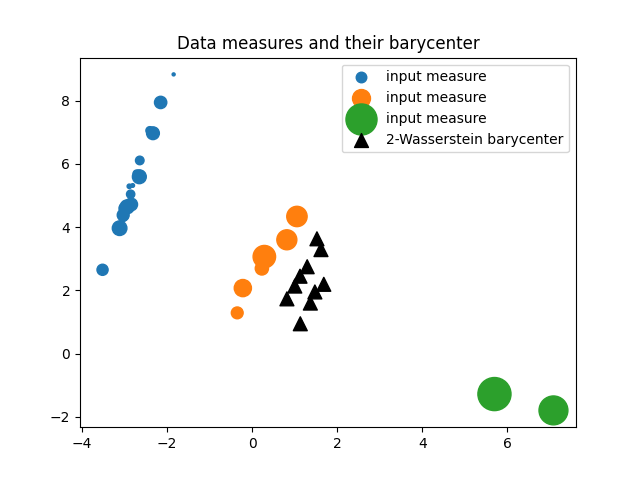 Data measures and their barycenter
input measure
input measure
input measure
2-Wasserstein barycenter
8
6
4
2
0
−2
−4 −2 0 2 4 6